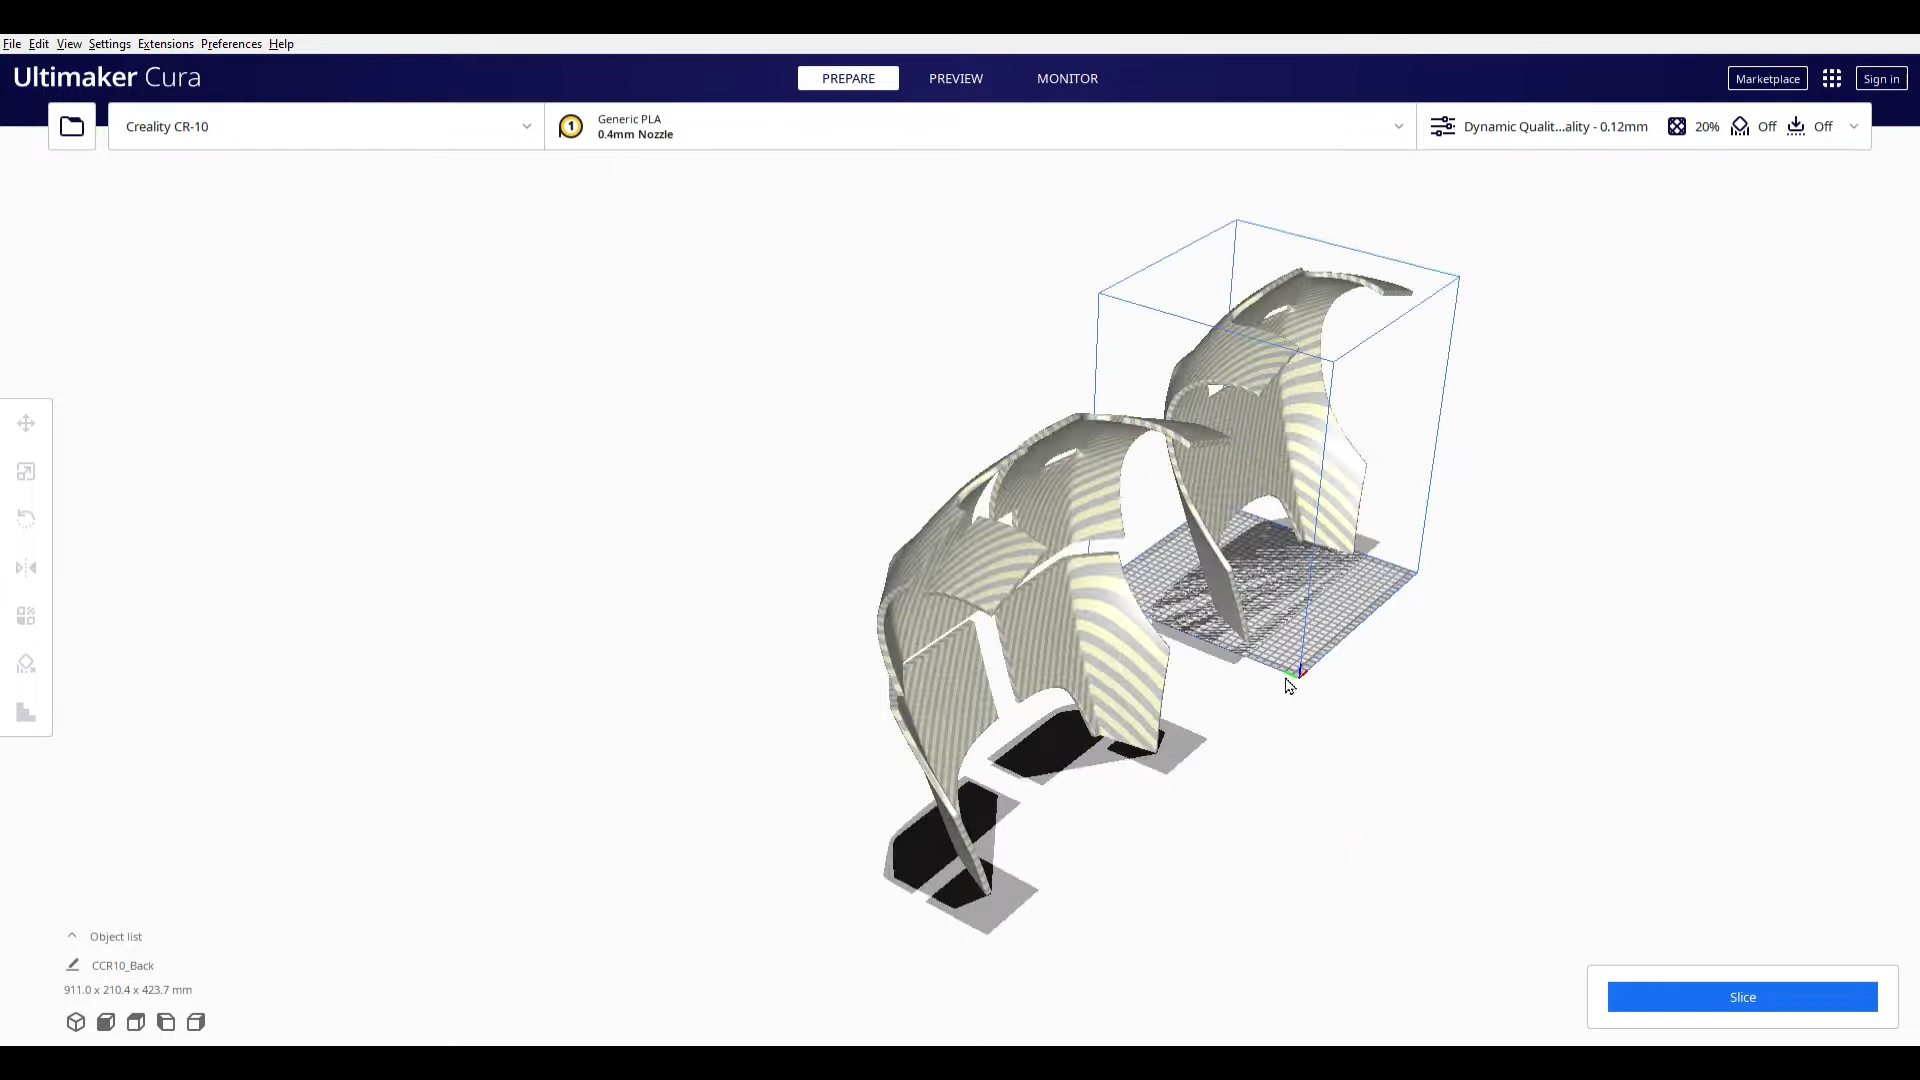 File Edit View Settings Extensions Preferences Help
Ultimaker Cura
PREPARE PREVIEW MONITOR
Marketplace Sign in
Creality CR-10
1 Generic PLA
0.4mm Nozzle
Dynamic Qualit...ality - 0.12mm 20% Off Off
Object list
CCR10_Back
911.0 x 210.4 x 423.7 mm
Slice